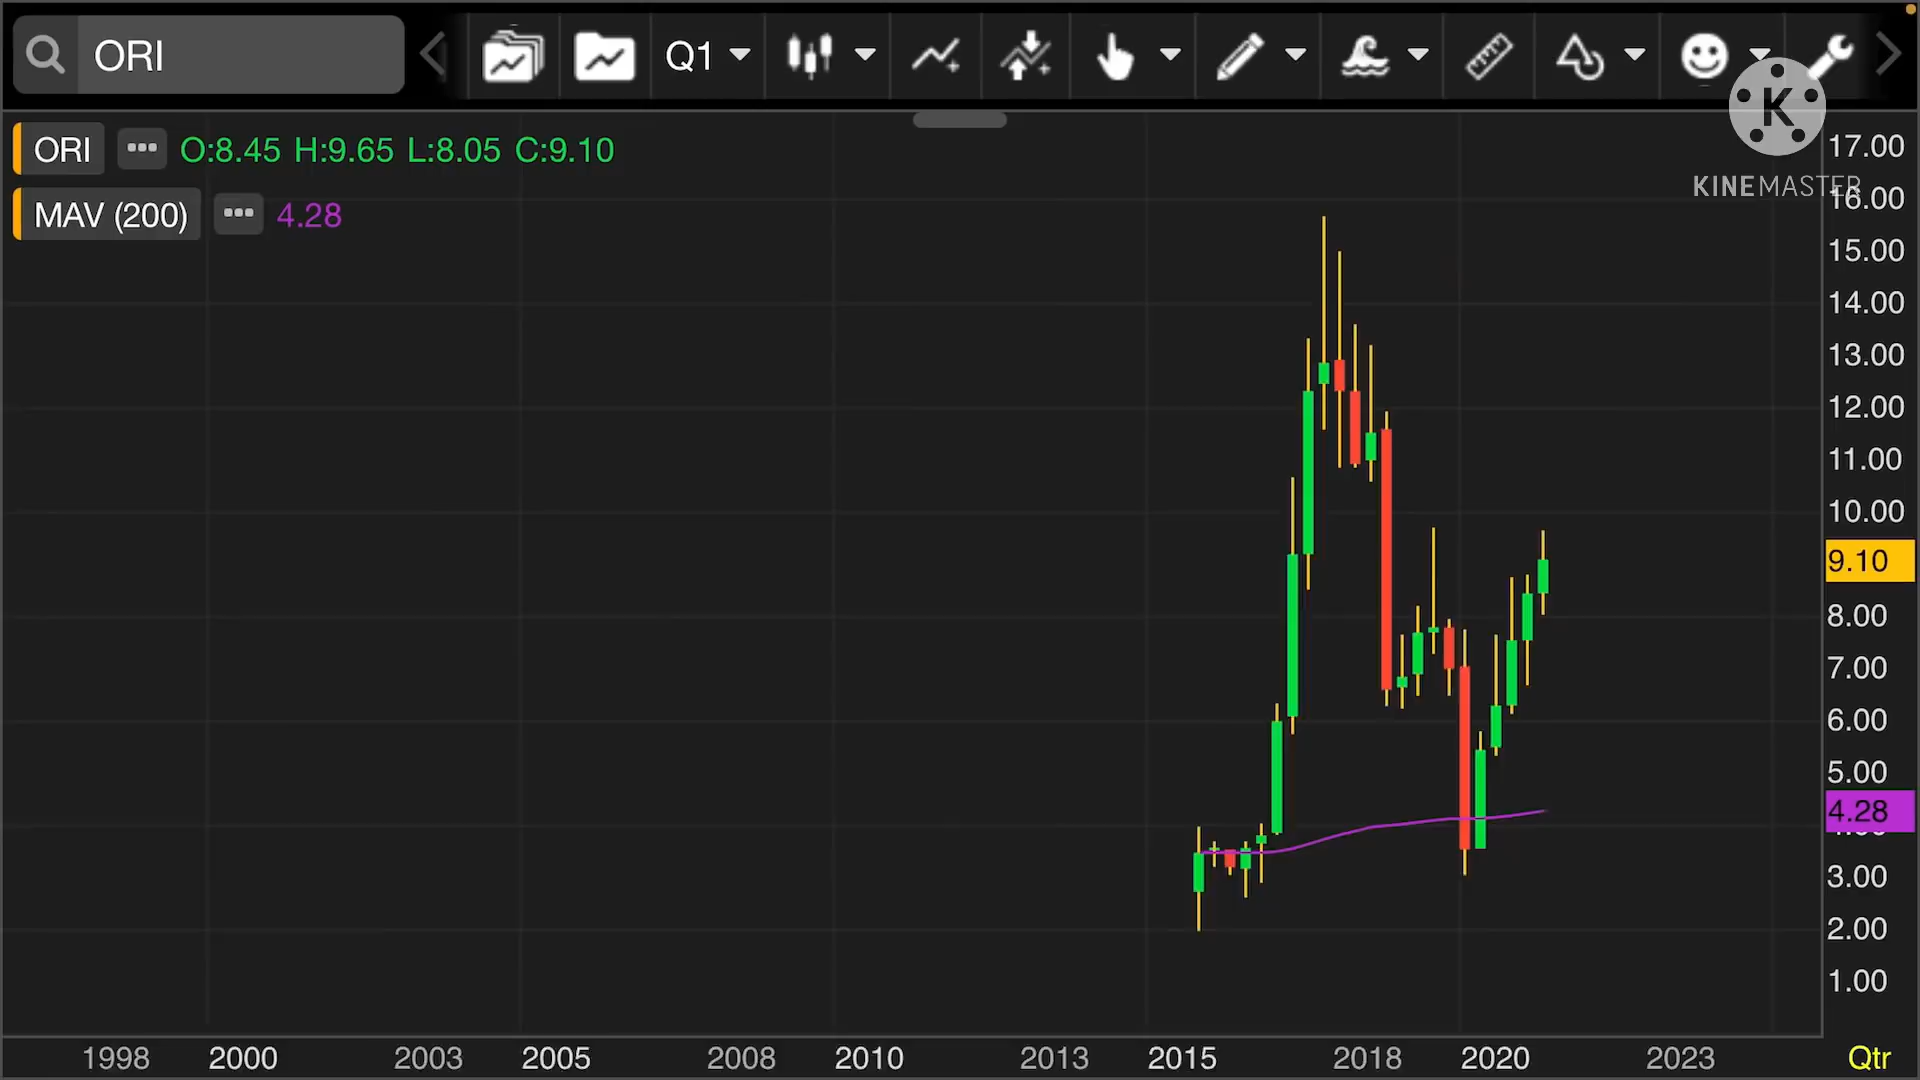 ORI
Q1
ORI ••• O:8.45 H:9.65 L:8.05 C:9.10
MAV (200) ••• 4.28
K
KINEMASTER
17.00
16.00
15.00
14.00
13.00
12.00
11.00
10.00
9.10
8.00
7.00
6.00
5.00
4.28
3.00
2.00
1.00
1998 2000 2003 2005 2008 2010 2013 2015 2018 2020 2023 Qtr